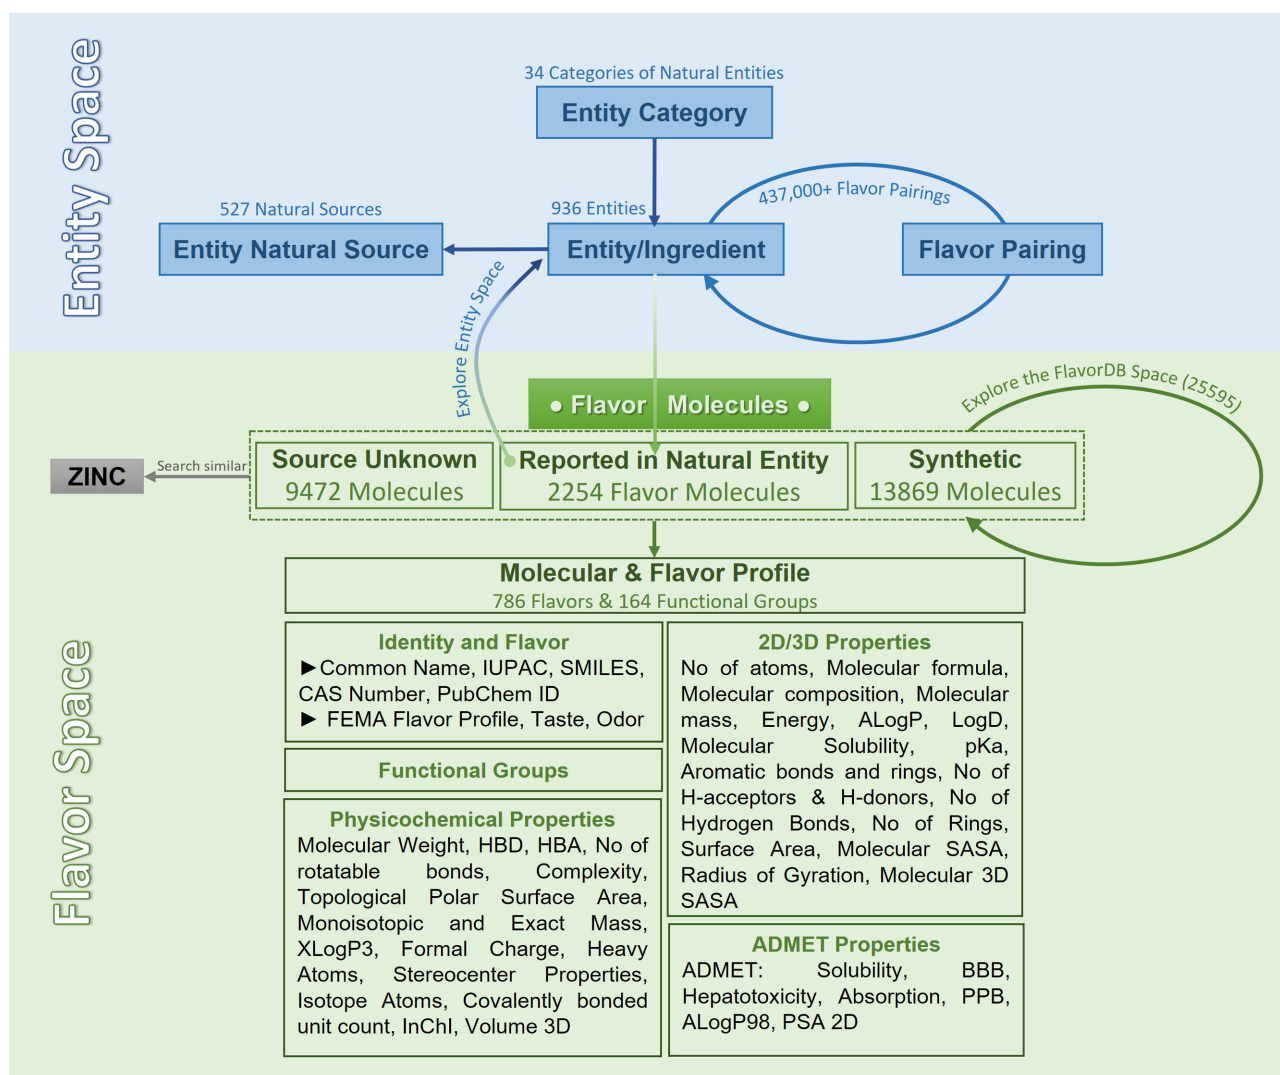 Entity Space
34 Categories of Natural Entities
Entity Category
527 Natural Sources
Entity Natural Source
936 Entities
Entity/Ingredient
437,000+ Flavor Pairings
Flavor Pairing
Explore Entity Space
Flavor Space
● Flavor Molecules ●
Explore the FlavorDB Space (25595)
ZINC
Search similar
Source Unknown
9472 Molecules
Reported in Natural Entity
2254 Flavor Molecules
Synthetic
13869 Molecules
Molecular & Flavor Profile
786 Flavors & 164 Functional Groups
Identity and Flavor
►Common Name, IUPAC, SMILES,
CAS Number, PubChem ID
► FEMA Flavor Profile, Taste, Odor
Functional Groups
Physicochemical Properties
Molecular Weight, HBD, HBA, No of
rotatable bonds, Complexity,
Topological Polar Surface Area,
Monoisotopic and Exact Mass,
XLogP3, Formal Charge, Heavy
Atoms, Stereocenter Properties,
Isotope Atoms, Covalently bonded
unit count, InChI, Volume 3D
2D/3D Properties
No of atoms, Molecular formula,
Molecular composition, Molecular
mass, Energy, ALogP, LogD,
Molecular Solubility, pKa,
Aromatic bonds and rings, No of
H-acceptors & H-donors, No of
Hydrogen Bonds, No of Rings,
Surface Area, Molecular SASA,
Radius of Gyration, Molecular 3D
SASA
ADMET Properties
ADMET: Solubility, BBB,
Hepatotoxicity, Absorption, PPB,
ALogP98, PSA 2D